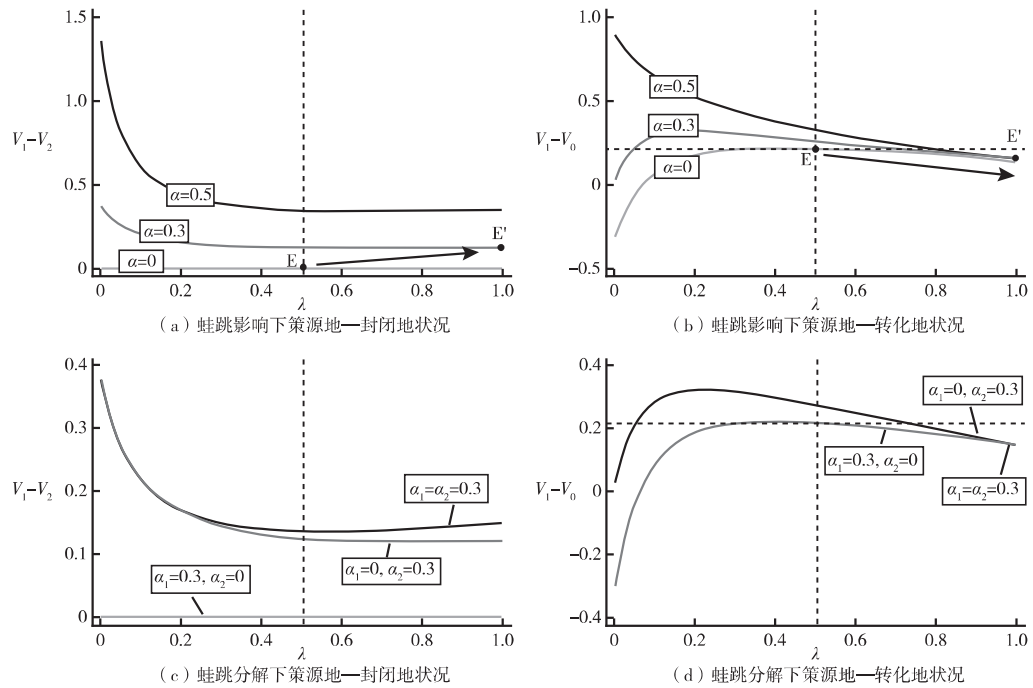 1.5
1.0
V₁−V₂
0.5
0
α=0.5
α=0.3
α=0
E
E'
0 0.2 0.4 0.6 0.8 1.0
λ
（a）蛙跳影响下策源地—封闭地状况
1.0
0.5
V₁−V₀
0
−0.5
α=0.5
α=0.3
α=0
E
E'
0 0.2 0.4 0.6 0.8 1.0
λ
（b）蛙跳影响下策源地—转化地状况
0.4
0.3
V₁−V₂
0.2
0.1
0
α₁=α₂=0.3
α₁=0, α₂=0.3
α₁=0.3, α₂=0
0 0.2 0.4 0.6 0.8 1.0
λ
（c）蛙跳分解下策源地—封闭地状况
0.4
0.2
V₁−V₀
0
−0.2
−0.4
α₁=0, α₂=0.3
α₁=0.3, α₂=0
α₁=α₂=0.3
0 0.2 0.4 0.6 0.8 1.0
λ
（d）蛙跳分解下策源地—转化地状况